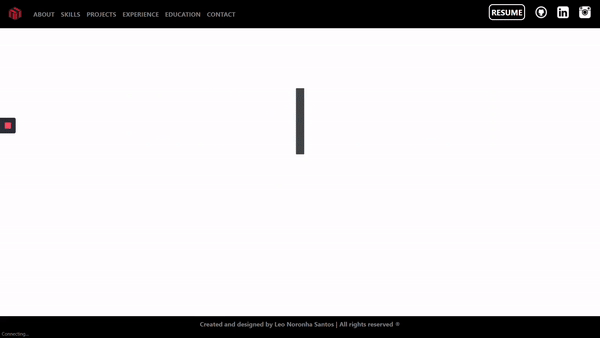 ABOUT SKILLS PROJECTS EXPERIENCE EDUCATION CONTACT RESUME
Created and designed by Leo Noronha Santos | All rights reserved ®
Connecting...